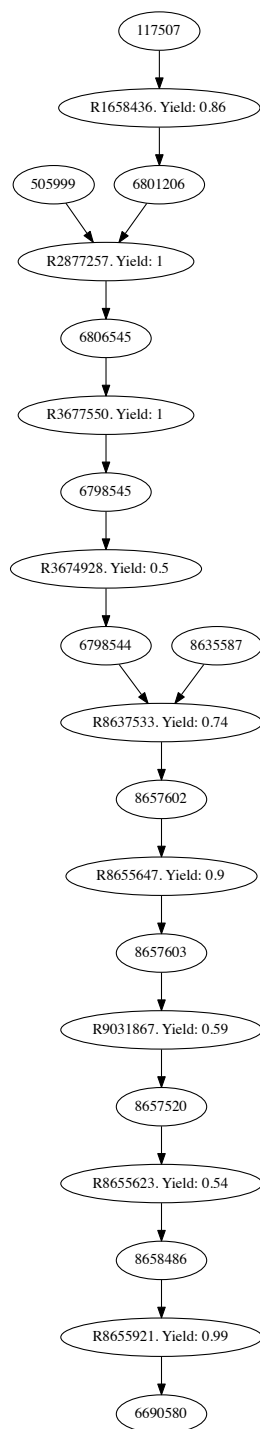 117507
R1658436. Yield: 0.86
505999
6801206
R2877257. Yield: 1
6806545
R3677550. Yield: 1
6798545
R3674928. Yield: 0.5
6798544
8635587
R8637533. Yield: 0.74
8657602
R8655647. Yield: 0.9
8657603
R9031867. Yield: 0.59
8657520
R8655623. Yield: 0.54
8658486
R8655921. Yield: 0.99
6690580